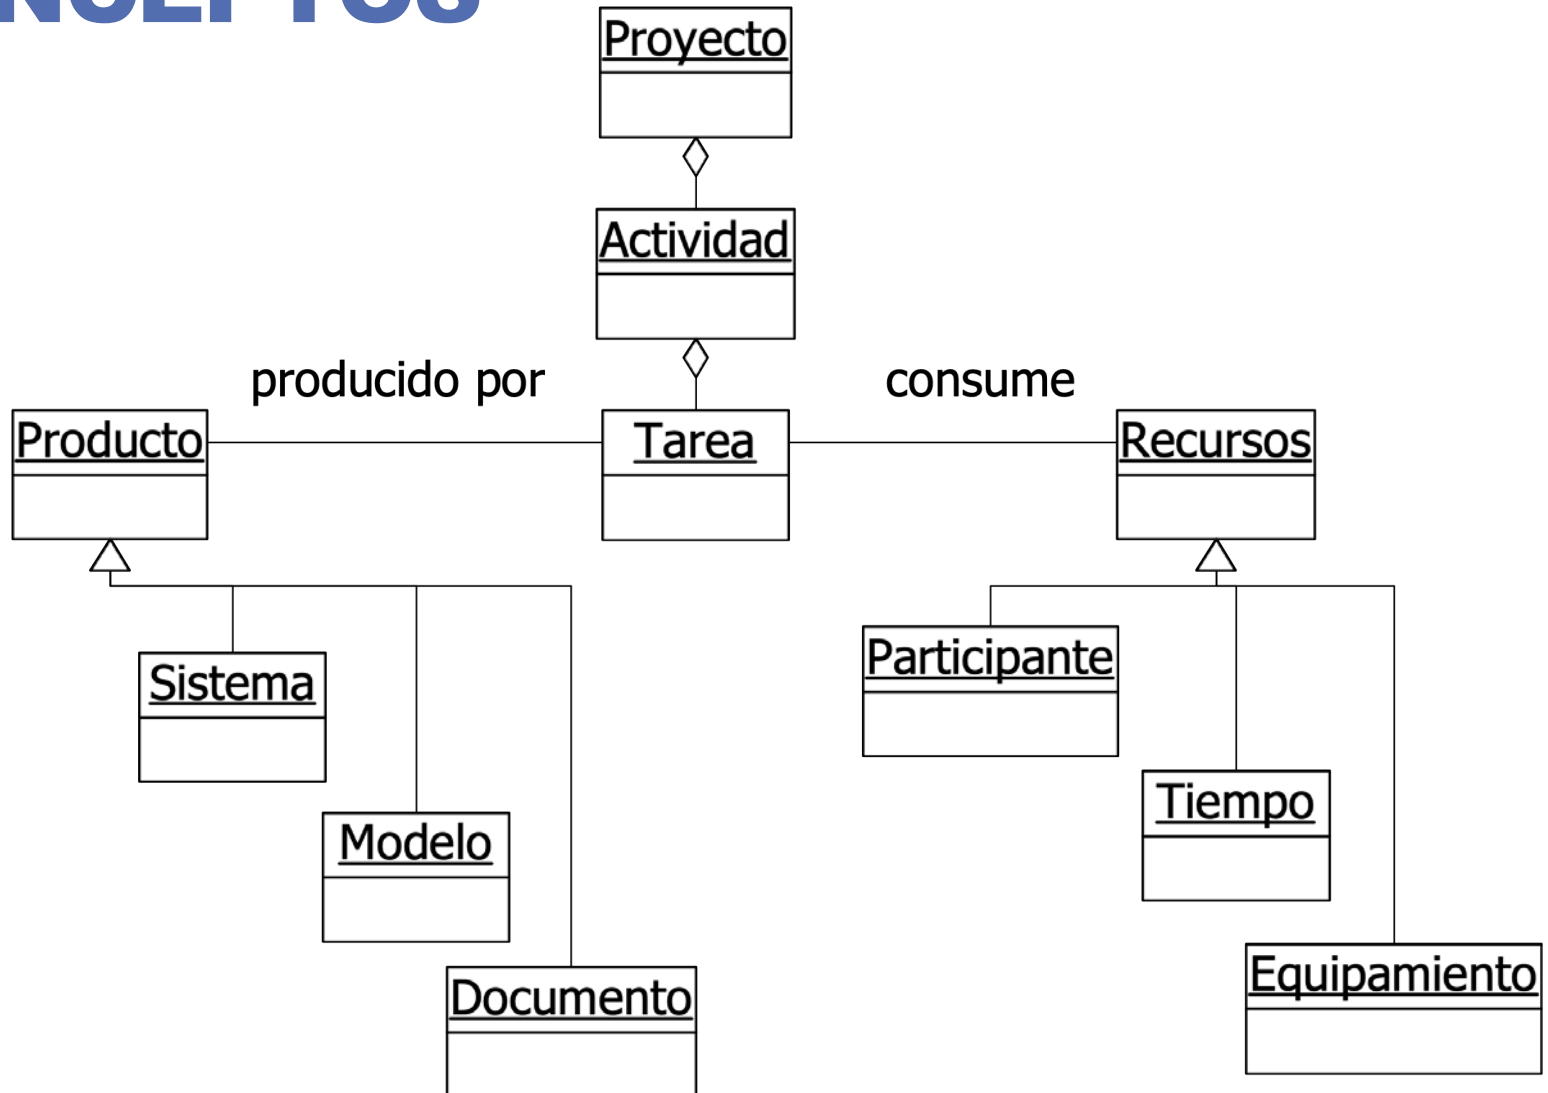 Proyecto
Actividad
producido por
consume
Producto
Tarea
Recursos
Participante
Sistema
Tiempo
Modelo
Equipamiento
Documento